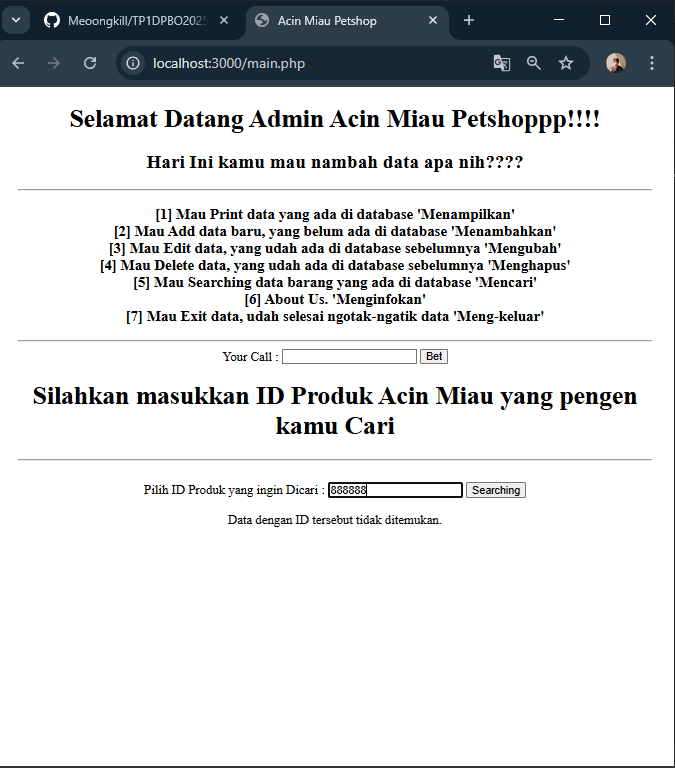 Meoongkill/TP1DPBO2025
Acin Miau Petshop
localhost:3000/main.php
Selamat Datang Admin Acin Miau Petshoppp!!!!
Hari Ini kamu mau nambah data apa nih????
[1] Mau Print data yang ada di database 'Menampilkan'
[2] Mau Add data baru, yang belum ada di database 'Menambahkan'
[3] Mau Edit data, yang udah ada di database sebelumnya 'Mengubah'
[4] Mau Delete data, yang udah ada di database sebelumnya 'Menghapus'
[5] Mau Searching data barang yang ada di database 'Mencari'
[6] About Us. 'Menginfokan'
[7] Mau Exit data, udah selesai ngotak-ngatik data 'Meng-keluar'
Your Call : Bet
Silahkan masukkan ID Produk Acin Miau yang pengen
kamu Cari
Pilih ID Produk yang ingin Dicari : 888888 Searching
Data dengan ID tersebut tidak ditemukan.